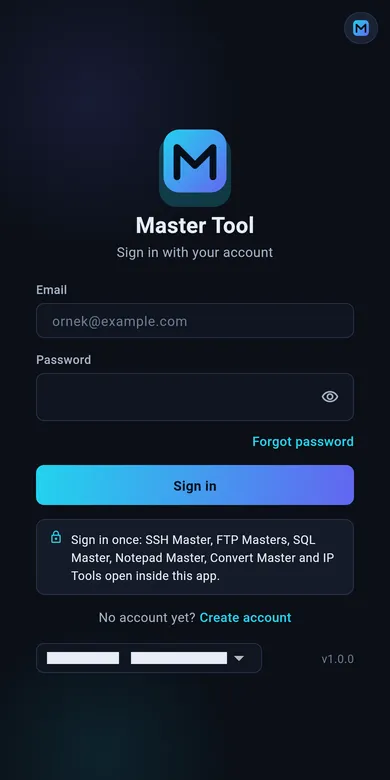 M
M
Master Tool
Sign in with your account
Email
ornek@example.com
Password
Forgot password
Sign in
Sign in once: SSH Master, FTP Masters, SQL
Master, Notepad Master, Convert Master and IP
Tools open inside this app.
No account yet? Create account
v1.0.0